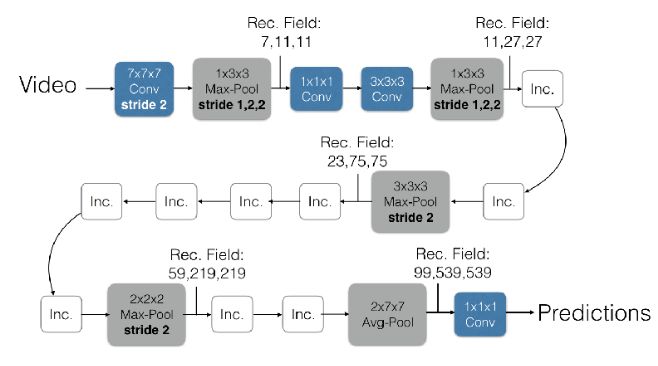 Rec. Field:
7,11,11
Rec. Field:
11,27,27
Video
7x7x7
Conv
stride 2
1x3x3
Max-Pool
stride 1,2,2
1x1x1
Conv
3x3x3
Conv
1x3x3
Max-Pool
stride 1,2,2
Inc.
Rec. Field:
23,75,75
Inc.
Inc.
Inc.
Inc.
3x3x3
Max-Pool
stride 2
Inc.
Rec. Field:
59,219,219
Rec. Field:
99,539,539
Inc.
2x2x2
Max-Pool
stride 2
Inc.
Inc.
2x7x7
Avg-Pool
1x1x1
Conv
Predictions